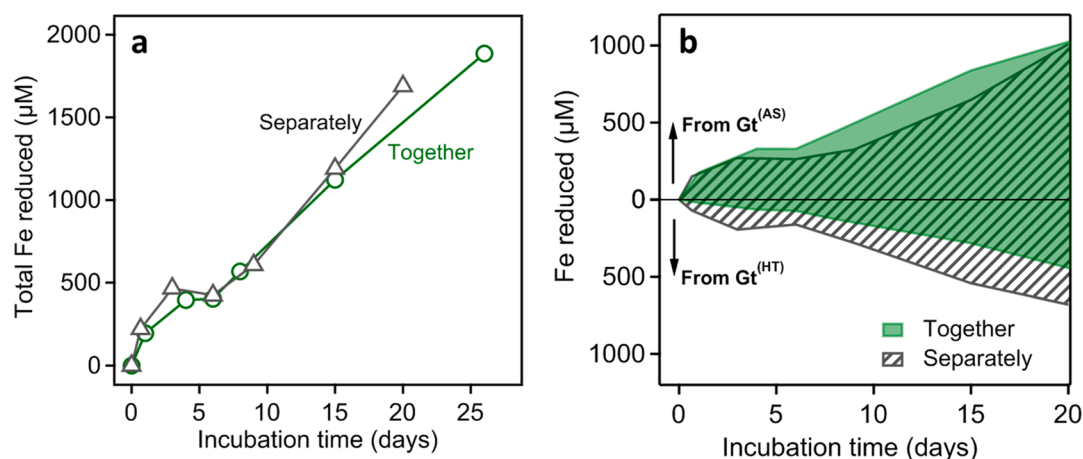 a
Total Fe reduced (µM)
2000
1500
1000
500
0
Separately
Together
0 5 10 15 20 25
Incubation time (days)
b
Fe reduced (µM)
1000
500
0
500
1000
From Gt(AS)
From Gt(HT)
Together
Separately
0 5 10 15 20
Incubation time (days)